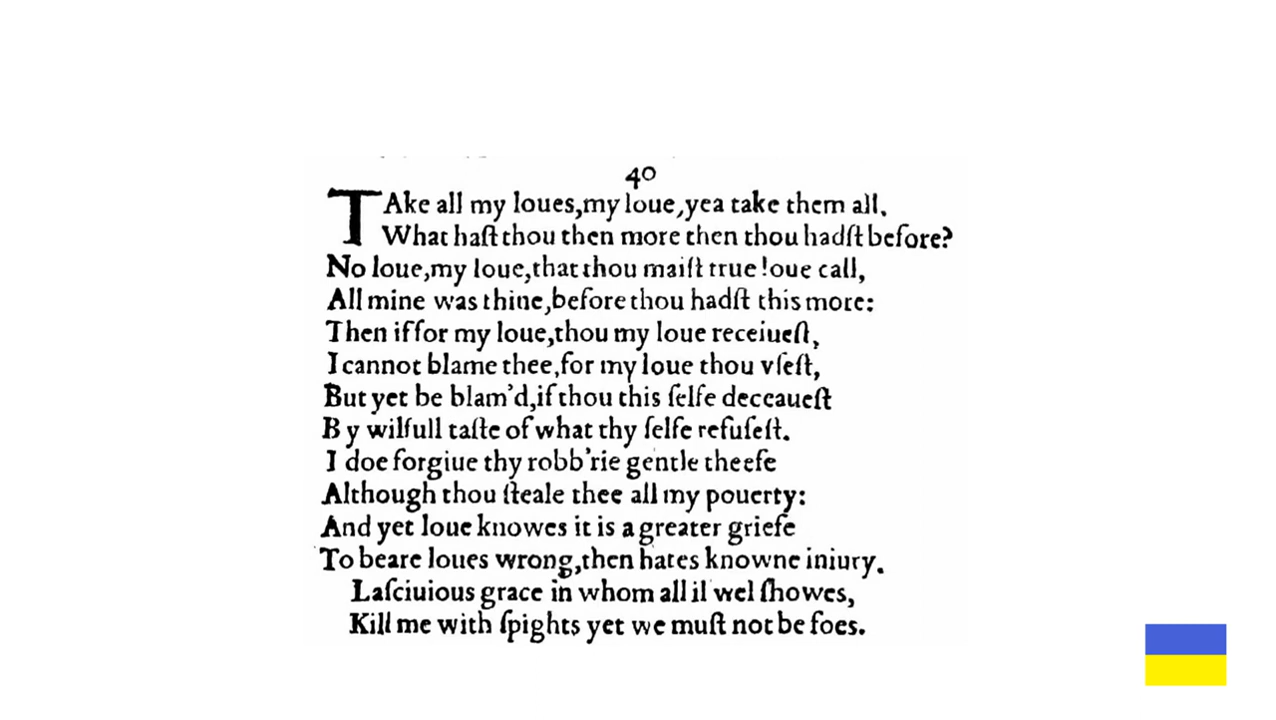 40
TAke all my loues,my loue,yea take them all,
What haſt thou then more then thou hadſt before?
No loue,my loue,that thou maiſt true loue call,
All mine was thine,before thou hadſt this more:
Then if for my loue,thou my loue receiueſt,
I cannot blame thee,for my loue thou vſeſt,
But yet be blam'd,if thou this ſelfe deceaueſt
By wilfull taſte of what thy ſelfe refuſeſt.
I doe forgiue thy robb'rie gentle theefe
Although thou ſteale thee all my pouerty:
And yet loue knowes it is a greater griefe
To beare loues wrong,then hates knowne iniury.
Laſciuious grace in whom all il wel ſhowes,
Kill me with ſpights yet we muſt not be foes.